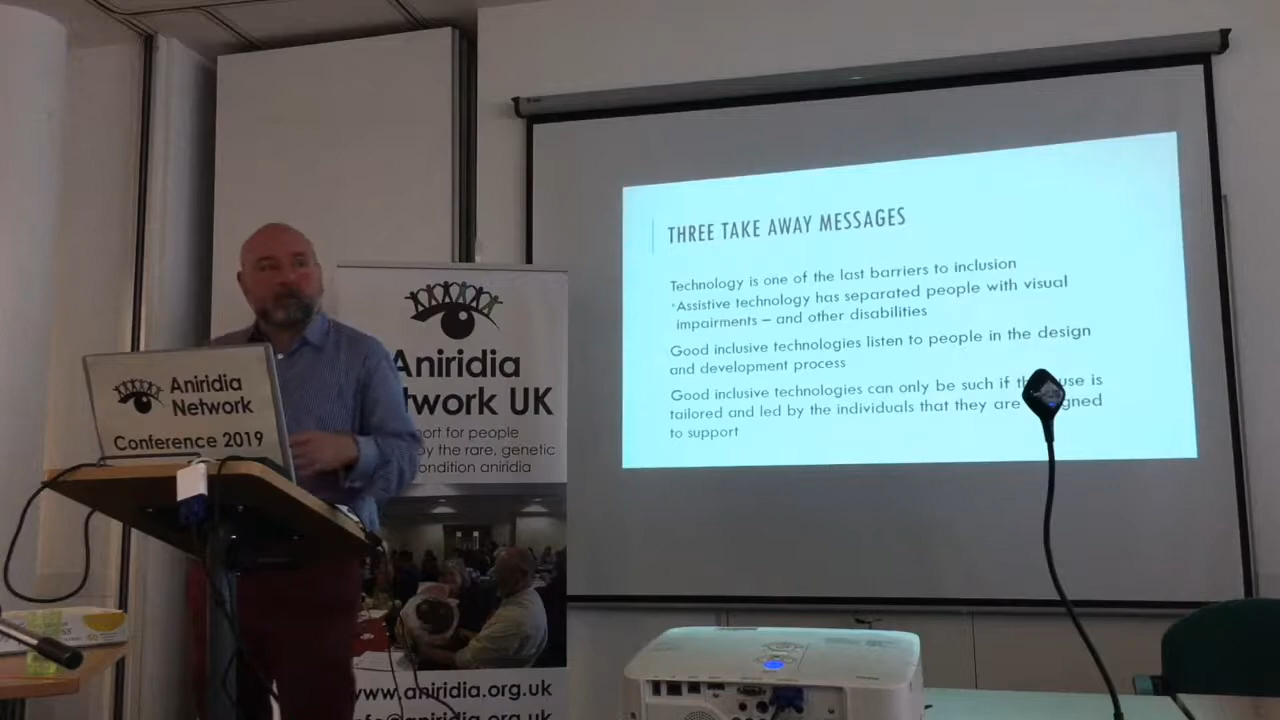 THREE TAKE AWAY MESSAGES
Technology is one of the last barriers to inclusion
Assistive technology has separated people with visual
impairments – and other disabilities
Good inclusive technologies listen to people in the design
and development process
Good inclusive technologies can only be such if use is
tailored and led by the individuals that they are
to support
Aniridia
Network
Conference 2019
Aniridia
twork UK
ort for people
by the rare, genetic
ondition aniridia
www.aniridia.org.uk